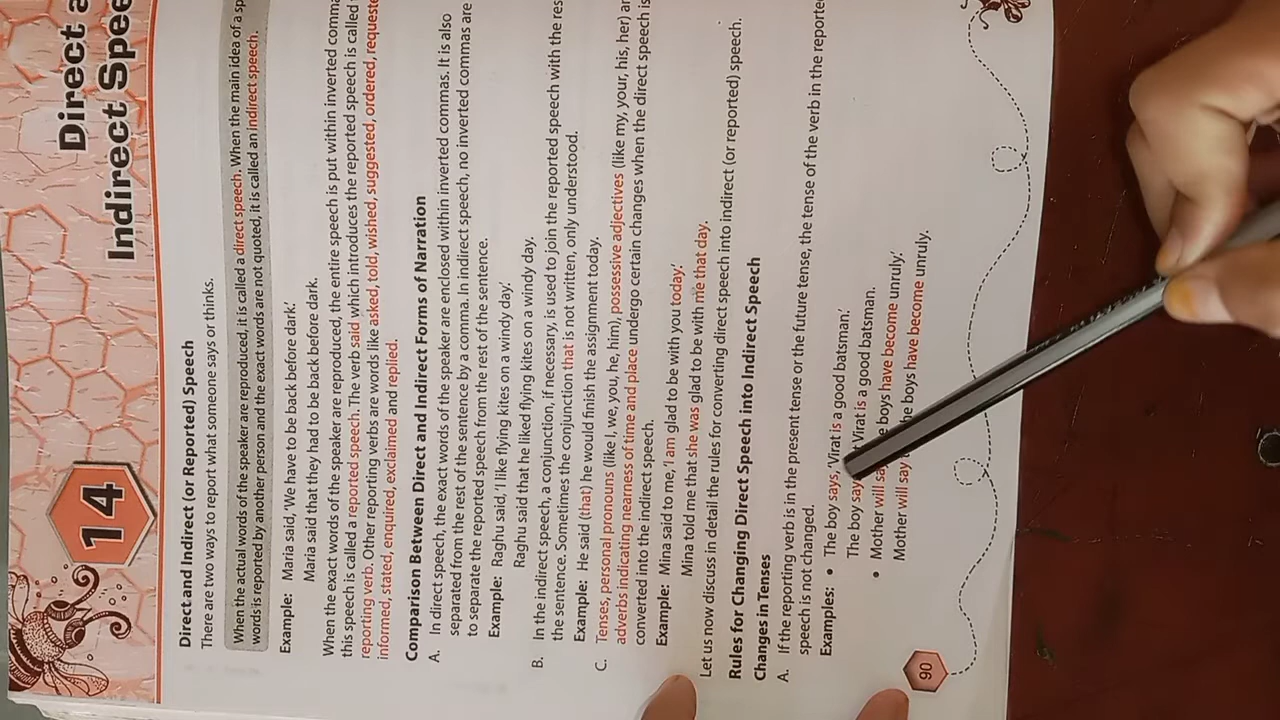 14
Direct
Indirect
Direct and Indirect (or Reported) Speech
There are two ways to report what someone says or thinks.
When the actual words of the speaker are reproduced, it is called a direct speech. When the main idea of a
words is reported by another person and the exact words are not quoted, it is called an indirect speech.
Example: Maria said, 'We have to be back before dark.'
Maria said that they had to be back before dark.
When the exact words of the speaker are reproduced, the entire speech is put within inverted
this speech is called a reported speech. The verb said which introduces the reported speech is called
reporting verb. Other reporting verbs are words like asked, told, wished, suggested, ordered,
informed, stated, enquired, exclaimed and replied.
Comparison Between Direct and Indirect Forms of Narration
A. In direct speech, the exact words of the speaker are enclosed within inverted commas. It is also
separated from the rest of the sentence by a comma. In indirect speech, no inverted commas are
to separate the reported speech from the rest of the sentence.
Example: Raghu said, 'I like flying kites on a windy day.'
Raghu said that he liked flying kites on a windy day.
B. In the indirect speech, a conjunction, if necessary, is used to join the reported speech with the
the sentence. Sometimes the conjunction that is not written, only understood.
Example: He said (that) he would finish the assignment today.
C. Tenses, personal pronouns (like I, we, you, he, him), possessive adjectives (like my, your, his, her)
adverbs indicating nearness of time and place undergo certain changes when the direct speech is
converted into the indirect speech.
Example: Mina said to me, 'I am glad to be with you today.'
Mina told me that she was glad to be with me that day.
Let us now discuss in detail the rules for converting direct speech into indirect (or reported) speech.
Rules for Changing Direct Speech into Indirect Speech
Changes in Tenses
A. If the reporting verb is in the present tense or the future tense, the tense of the verb in the
speech is not changed.
Examples: • The boy says, 'Virat is a good batsman.'
The boy says Virat is a good batsman.
• Mother will boys have become unruly.'
Mother will say boys have become unruly.
90